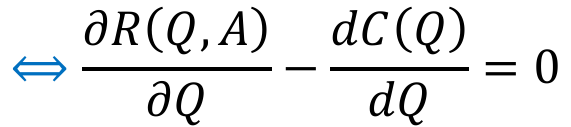 ⟺ ∂R(Q, A)/∂Q − dC(Q)/dQ = 0